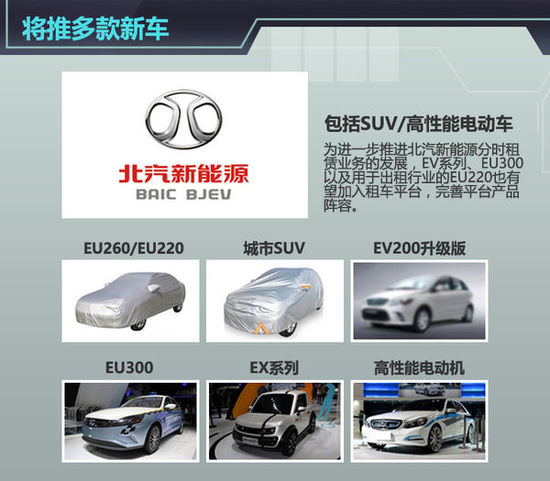 将推多款新车
北汽新能源
BAIC BJEV
包括SUV/高性能电动车
为进一步推进北汽新能源分时租
赁业务的发展，EV系列、EU300
以及用于出租行业的EU220也有
望加入租车平台，完善平台产品
阵容。
EU260/EU220
城市SUV
EV200升级版
EU300
EX系列
高性能电动机